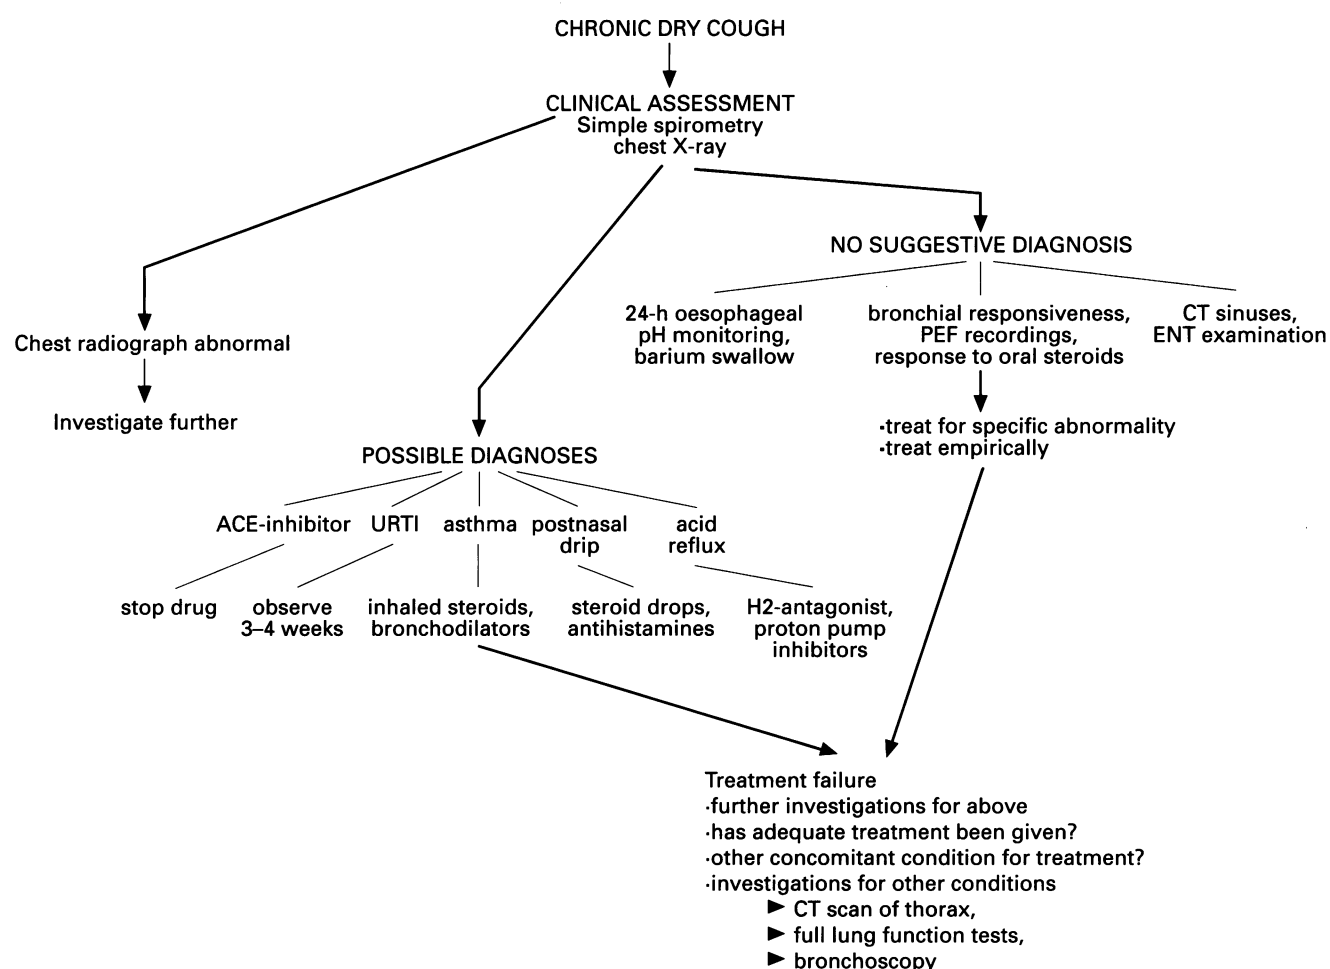 CHRONIC DRY COUGH
CLINICAL ASSESSMENT
Simple spirometry
chest X-ray
NO SUGGESTIVE DIAGNOSIS
24-h oesophageal
pH monitoring,
barium swallow
bronchial responsiveness,
PEF recordings,
response to oral steroids
CT sinuses,
ENT examination
Chest radiograph abnormal
Investigate further
·treat for specific abnormality
·treat empirically
POSSIBLE DIAGNOSES
ACE-inhibitor
URTI
asthma
postnasal
drip
acid
reflux
stop drug
observe
3–4 weeks
inhaled steroids,
bronchodilators
steroid drops,
antihistamines
H2-antagonist,
proton pump
inhibitors
Treatment failure
·further investigations for above
·has adequate treatment been given?
·other concomitant condition for treatment?
·investigations for other conditions
► CT scan of thorax,
► full lung function tests,
► bronchoscopy